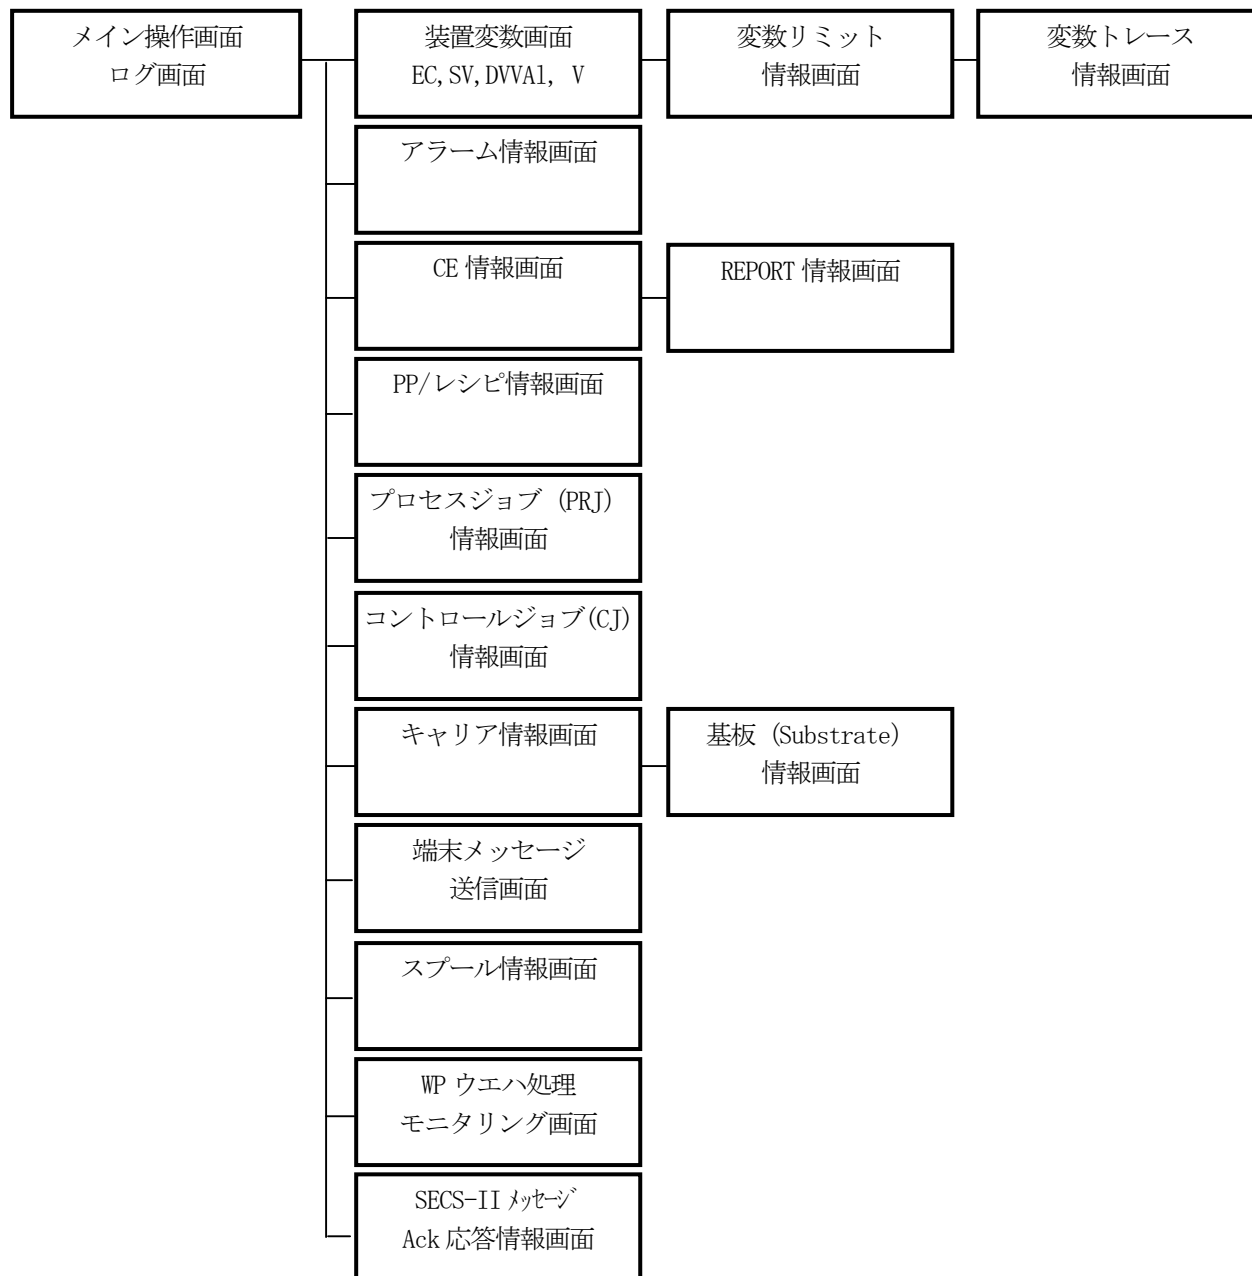 メイン操作画面
ログ画面
装置変数画面
EC,SV,DVVAl, V
変数リミット
情報画面
変数トレース
情報画面
アラーム情報画面
CE 情報画面
REPORT 情報画面
PP/レシピ情報画面
プロセスジョブ (PRJ)
情報画面
コントロールジョブ(CJ)
情報画面
キャリア情報画面
基板 (Substrate)
情報画面
端末メッセージ
送信画面
スプール情報画面
WP ウエハ処理
モニタリング画面
SECS-II ﾒｯｾｰｼﾞ
Ack 応答情報画面